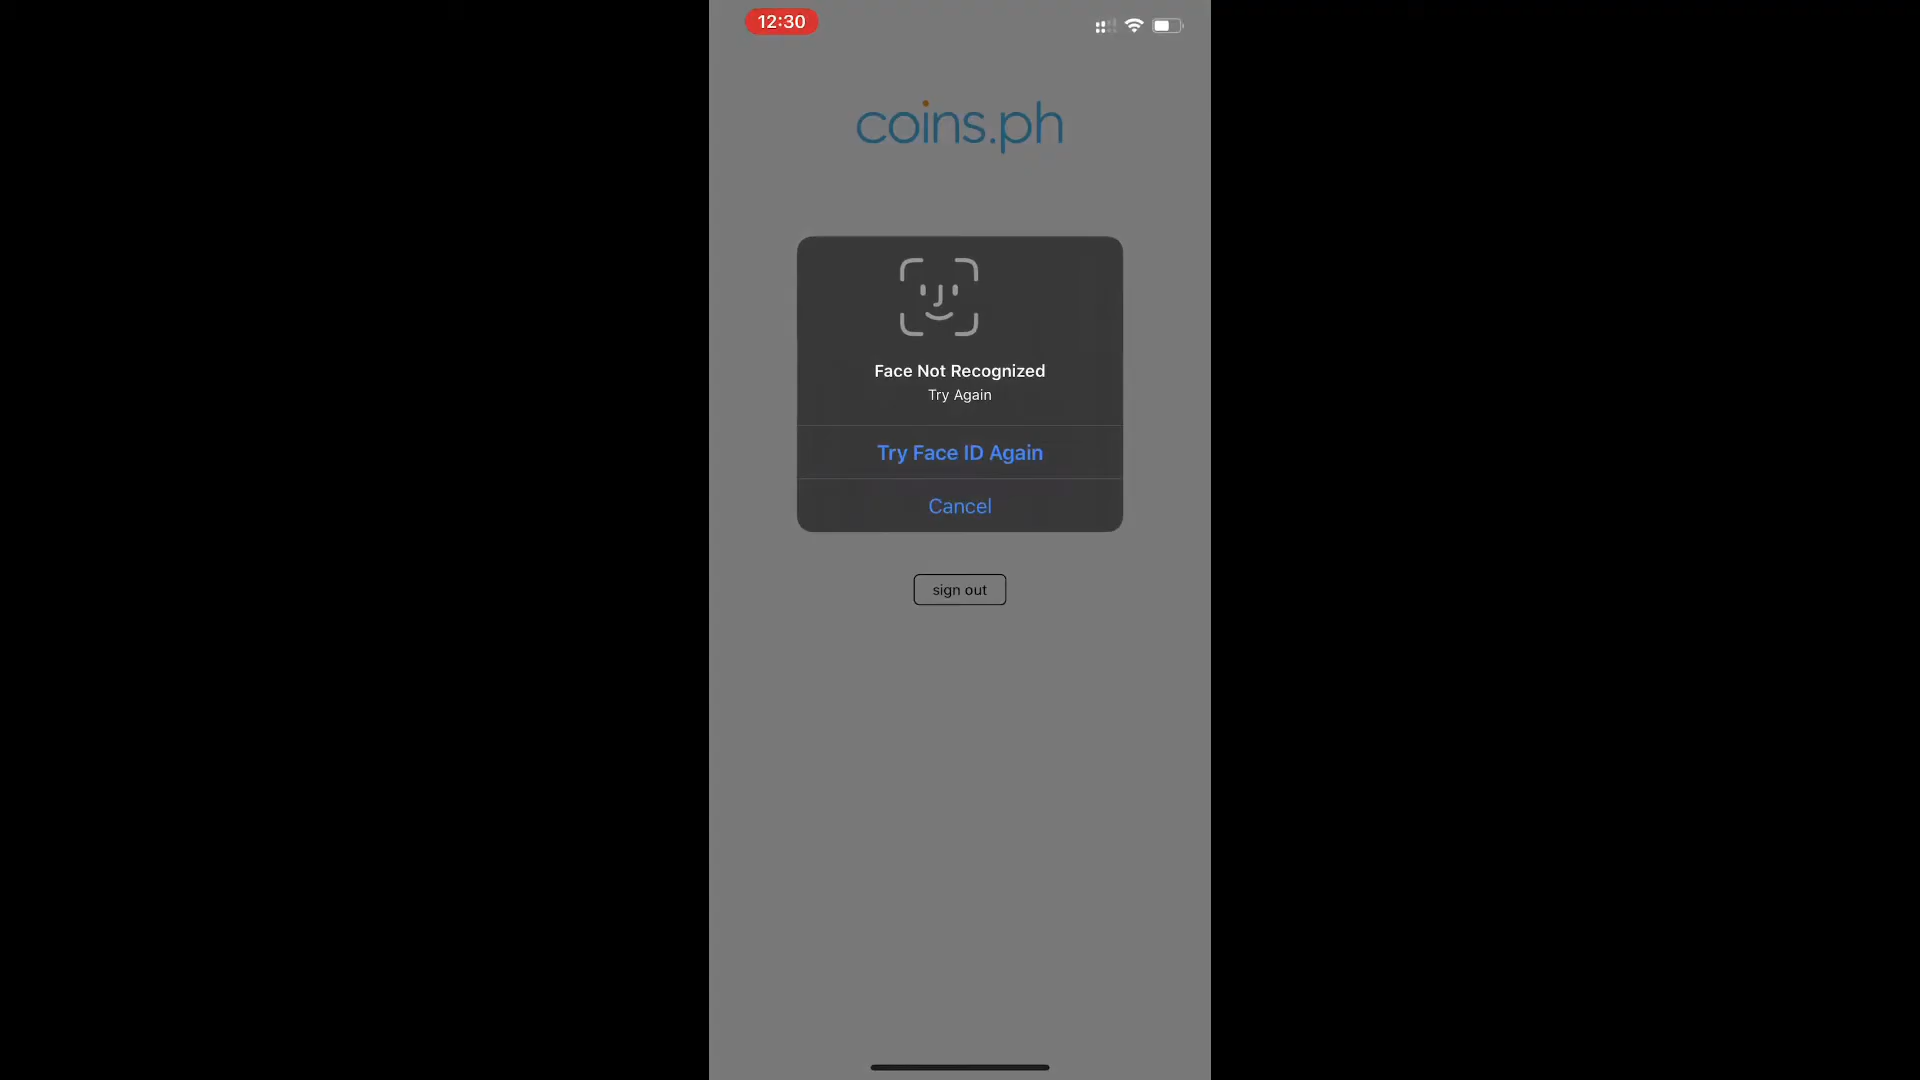 12:30
coins.ph
Face Not Recognized
Try Again
Try Face ID Again
Cancel
sign out